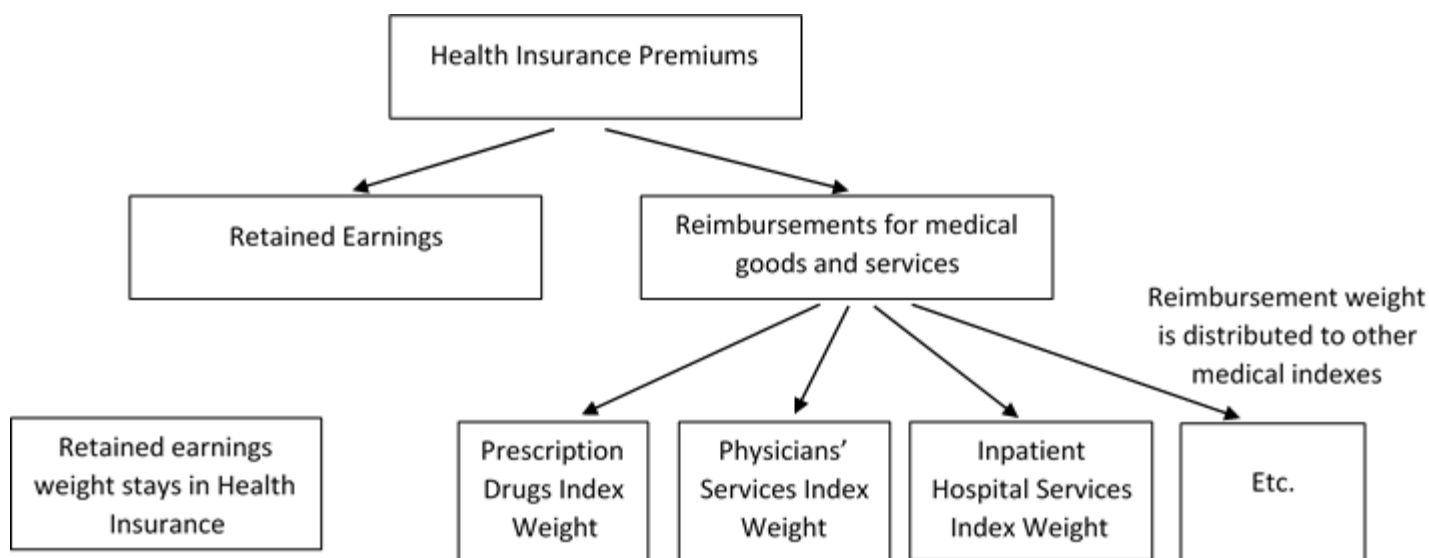 Health Insurance Premiums
Retained Earnings
Reimbursements for medical
goods and services
Reimbursement weight
is distributed to other
medical indexes
Retained earnings
weight stays in Health
Insurance
Prescription
Drugs Index
Weight
Physicians’
Services Index
Weight
Inpatient
Hospital Services
Index Weight
Etc.